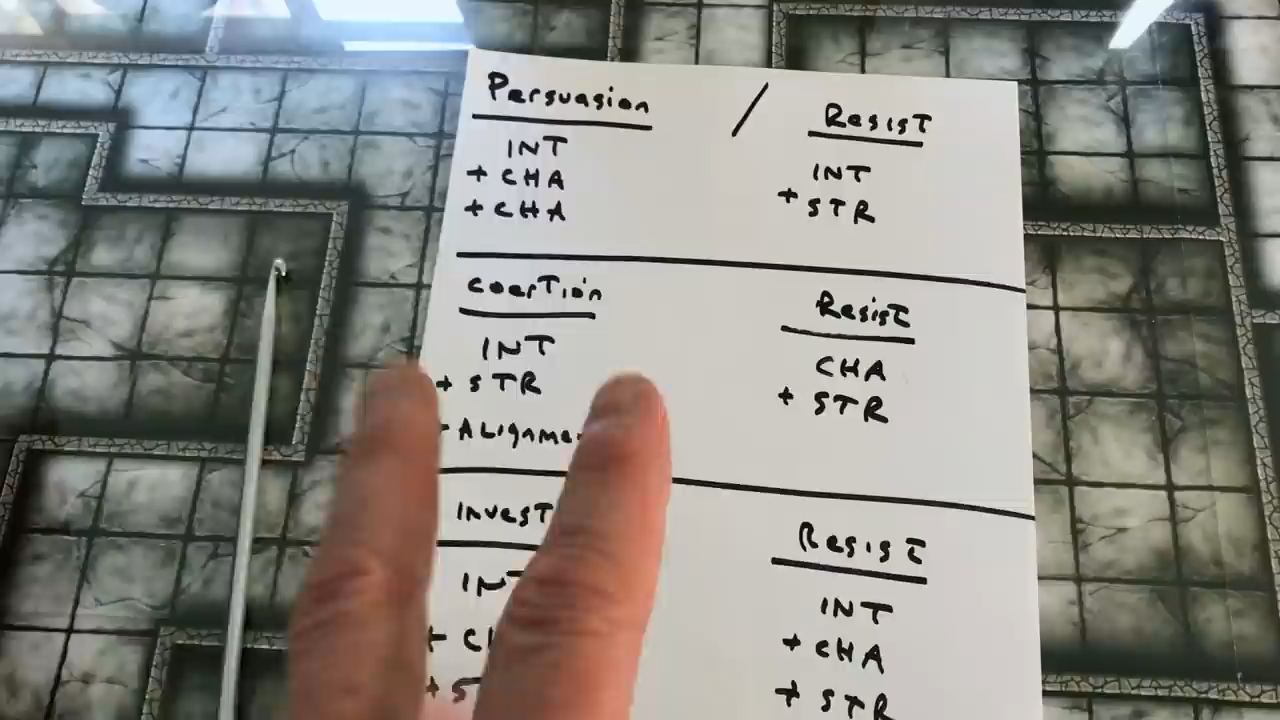 Persuasion / Resist
INT
+ CHA
+ CHA
INT
+ STR
Coertion
INT
+ STR
Resist
CHA
+ STR
Resist
INT
+ CHA
+ STR